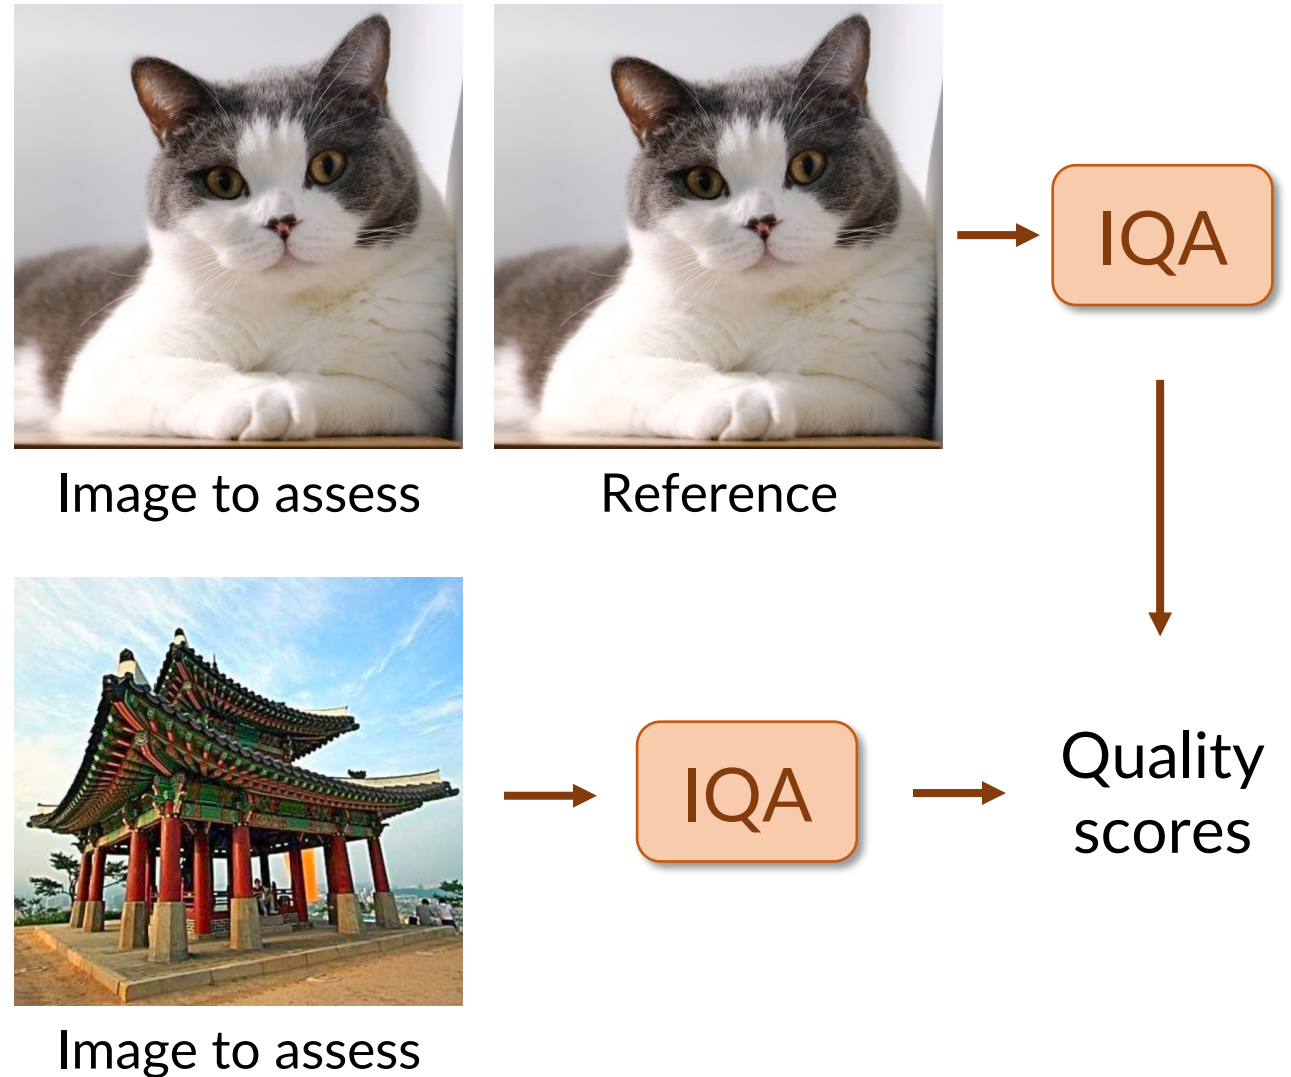 Image to assess
Reference
IQA
IQA
Quality
scores
Image to assess